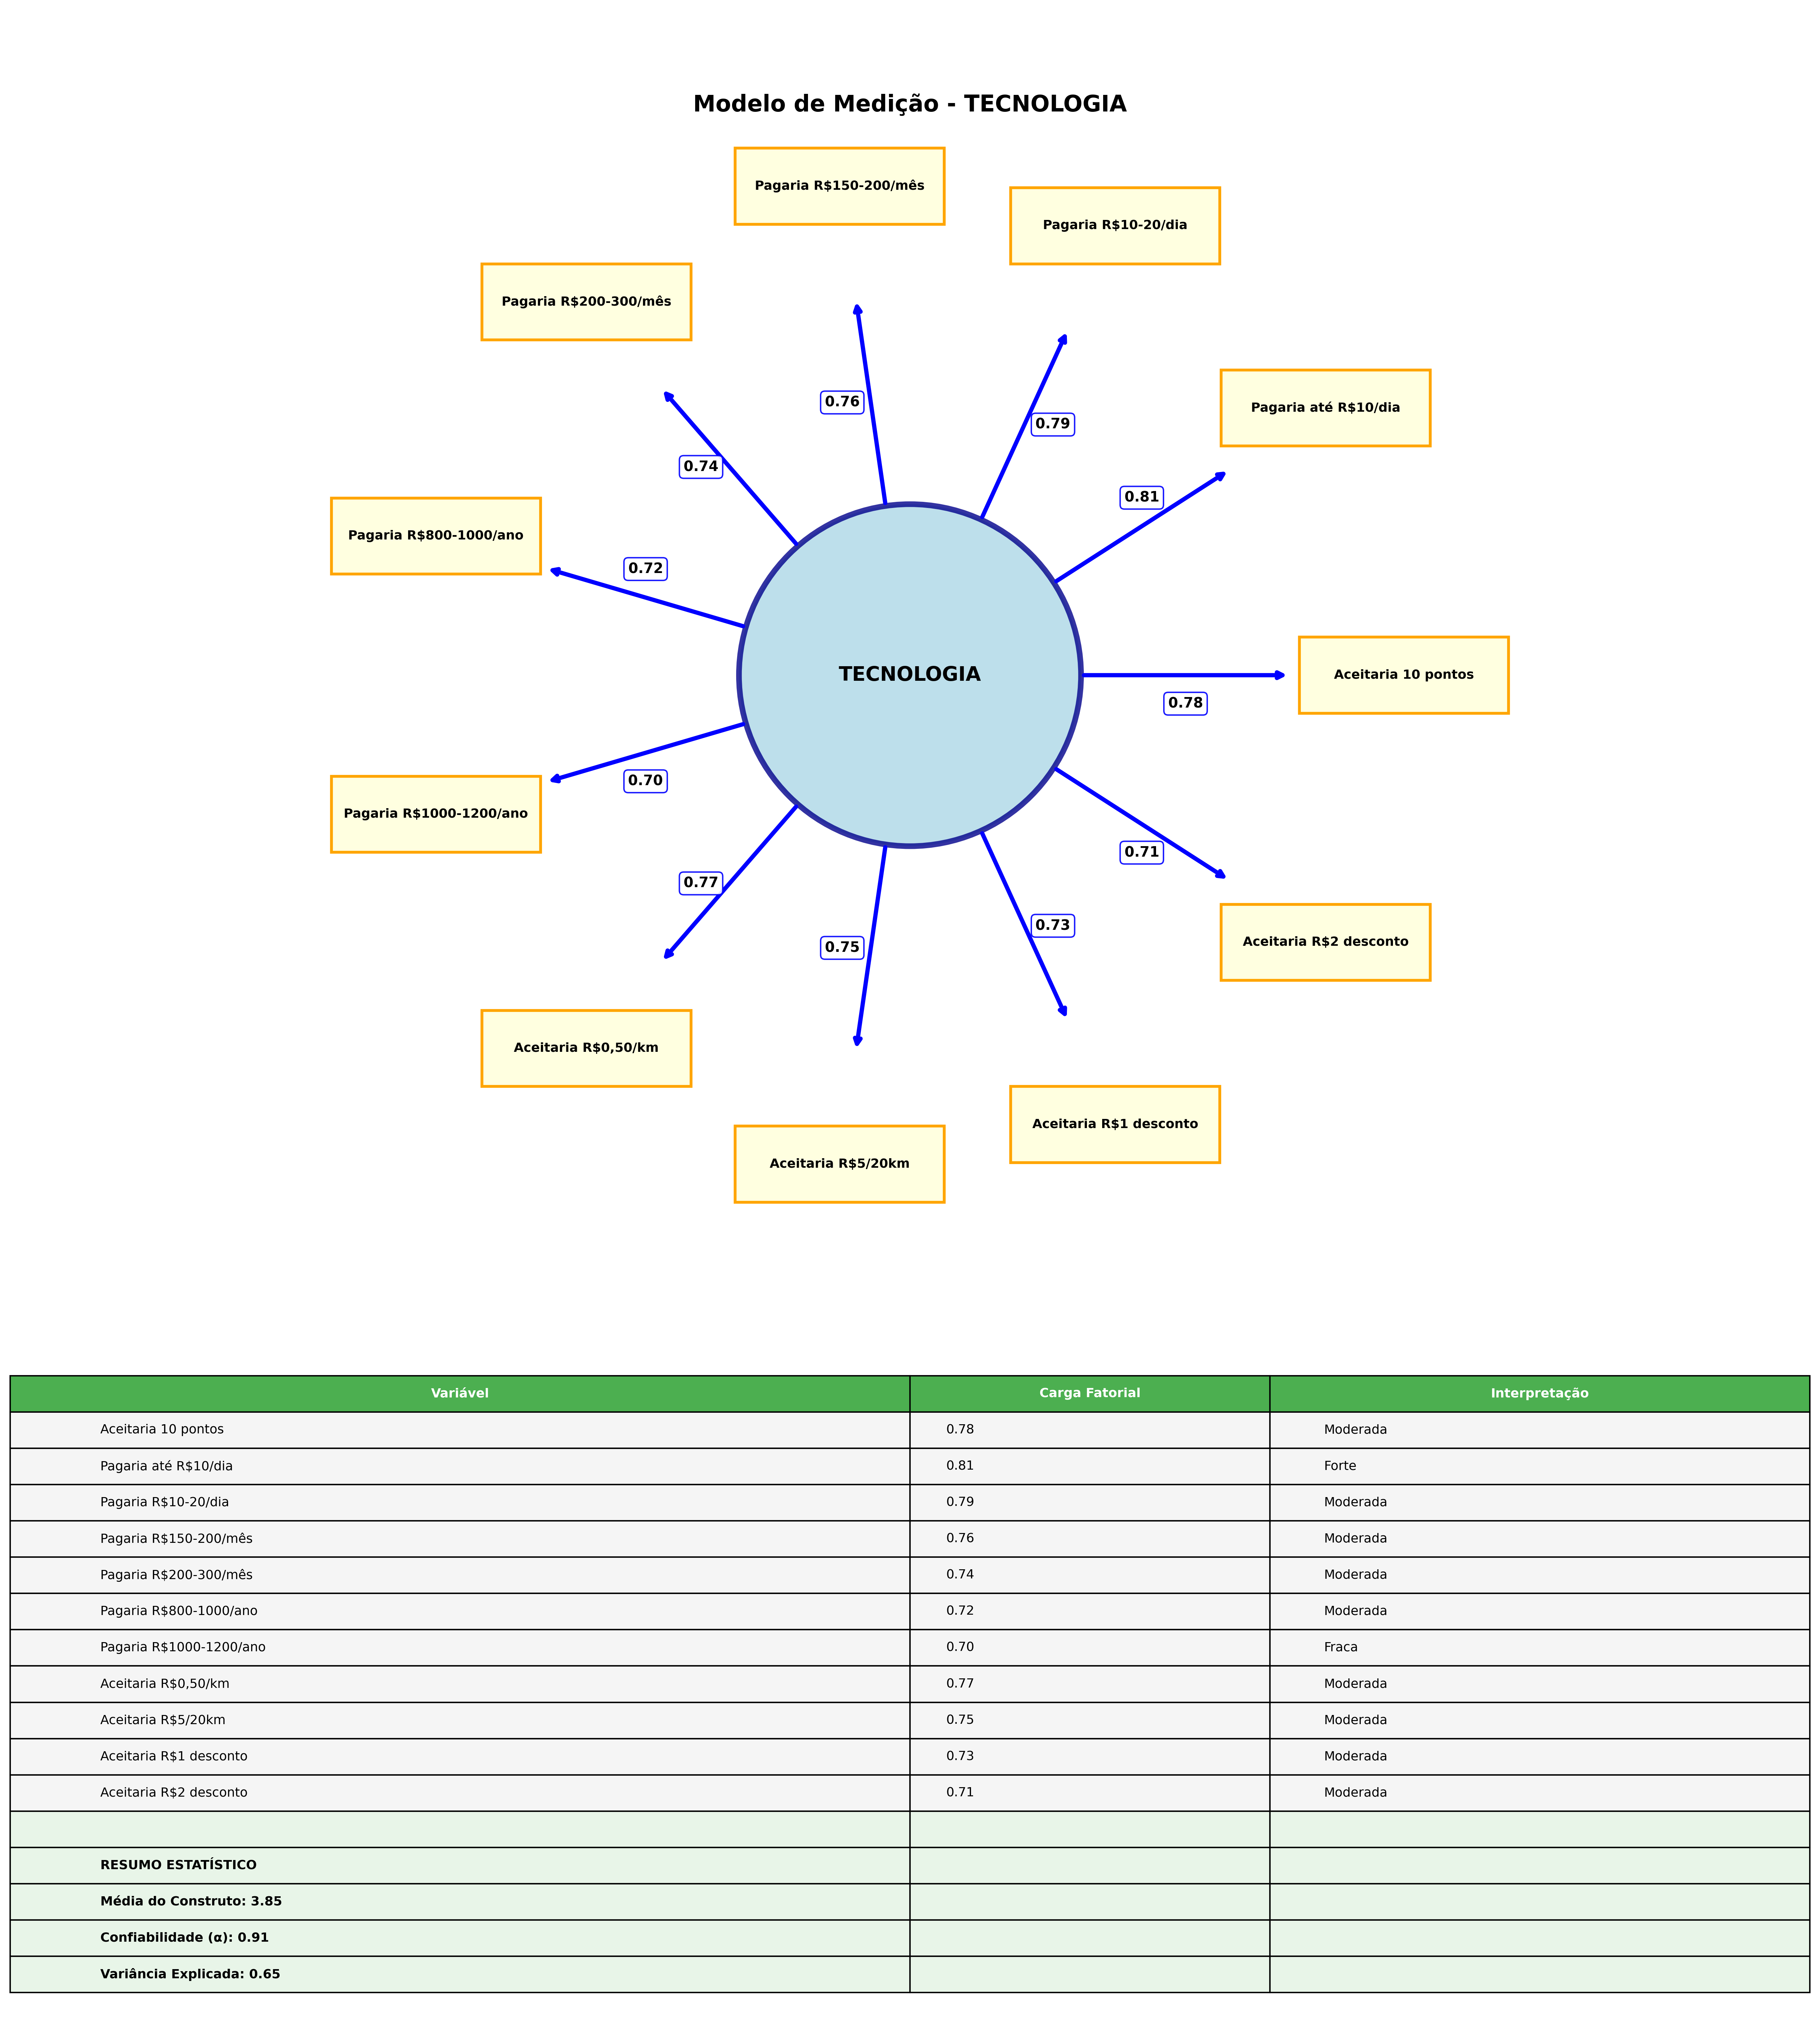 Modelo de Medição - TECNOLOGIA
Pagaria R$150-200/mês
Pagaria R$10-20/dia
Pagaria R$200-300/mês
Pagaria até R$10/dia
0.76
0.79
0.74
0.81
Pagaria R$800-1000/ano
0.72
TECNOLOGIA
Aceitaria 10 pontos
0.78
0.70
Pagaria R$1000-1200/ano
0.71
0.77
0.73
Aceitaria R$2 desconto
0.75
Aceitaria R$0,50/km
Aceitaria R$1 desconto
Aceitaria R$5/20km
Variável Carga Fatorial Interpretação
Aceitaria 10 pontos 0.78 Moderada
Pagaria até R$10/dia 0.81 Forte
Pagaria R$10-20/dia 0.79 Moderada
Pagaria R$150-200/mês 0.76 Moderada
Pagaria R$200-300/mês 0.74 Moderada
Pagaria R$800-1000/ano 0.72 Moderada
Pagaria R$1000-1200/ano 0.70 Fraca
Aceitaria R$0,50/km 0.77 Moderada
Aceitaria R$5/20km 0.75 Moderada
Aceitaria R$1 desconto 0.73 Moderada
Aceitaria R$2 desconto 0.71 Moderada
RESUMO ESTATÍSTICO
Média do Construto: 3.85
Confiabilidade (α): 0.91
Variância Explicada: 0.65